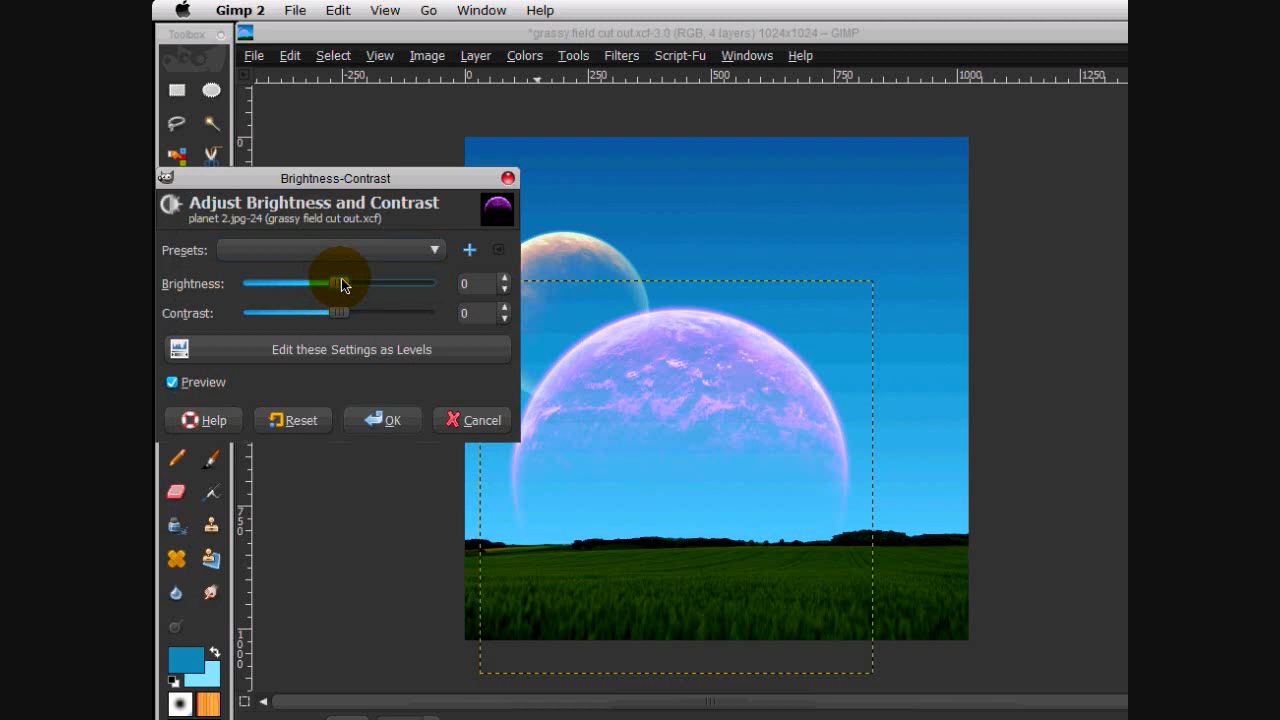 Gimp 2 File Edit View Go Window Help
Toolbox
*grassy field cut out.xcf-3.0 (RGB, 4 layers) 1024x1024 – GIMP
File Edit Select View Image Layer Colors Tools Filters Script-Fu Windows Help
-250 0 250 500 750 1000 1250
0
Brightness-Contrast
Adjust Brightness and Contrast
planet 2.jpg-24 (grassy field cut out.xcf)
Presets:
Brightness: 0
Contrast: 0
Edit these Settings as Levels
Preview
Help Reset OK Cancel
750
1000